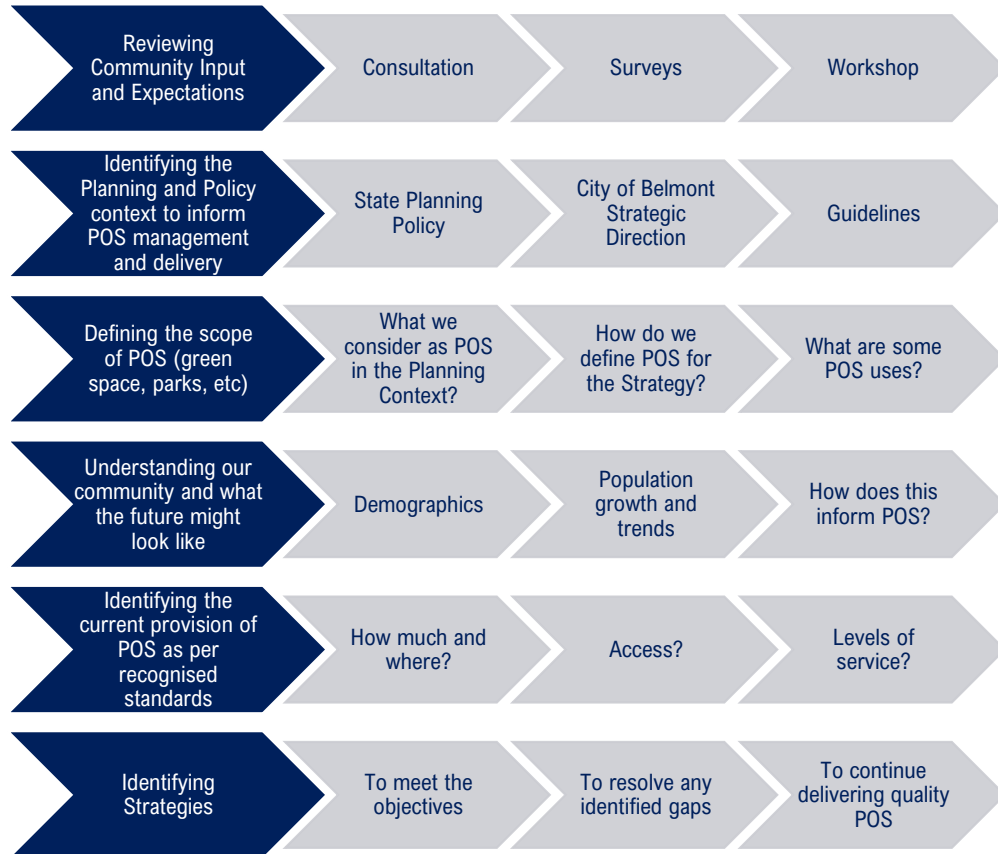 Reviewing
Community Input
and Expectations
Consultation
Surveys
Workshop
Identifying the
Planning and Policy
context to inform
POS management
and delivery
State Planning
Policy
City of Belmont
Strategic
Direction
Guidelines
Defining the scope
of POS (green
space, parks, etc)
What we
consider as POS
in the Planning
Context?
How do we
define POS for
the Strategy?
What are some
POS uses?
Understanding our
community and what
the future might
look like
Demographics
Population
growth and
trends
How does this
inform POS?
Identifying the
current provision of
POS as per
recognised
standards
How much and
where?
Access?
Levels of
service?
Identifying
Strategies
To meet the
objectives
To resolve any
identified gaps
To continue
delivering quality
POS